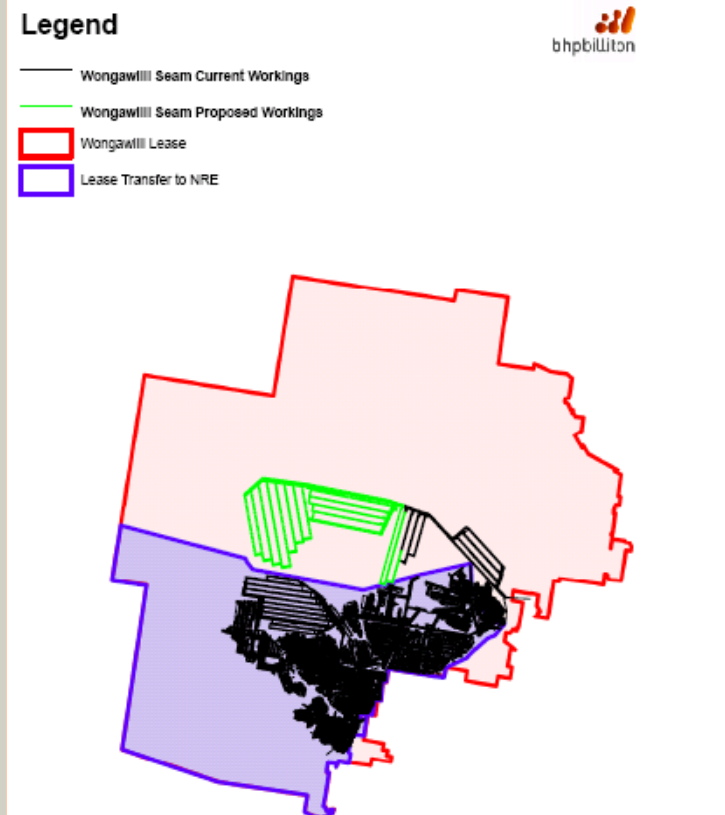 Legend
bhpbilliton
Wongawilli Seam Current Workings
Wongawilli Seam Proposed Workings
Wongawilli Lease
Lease Transfer to NRE